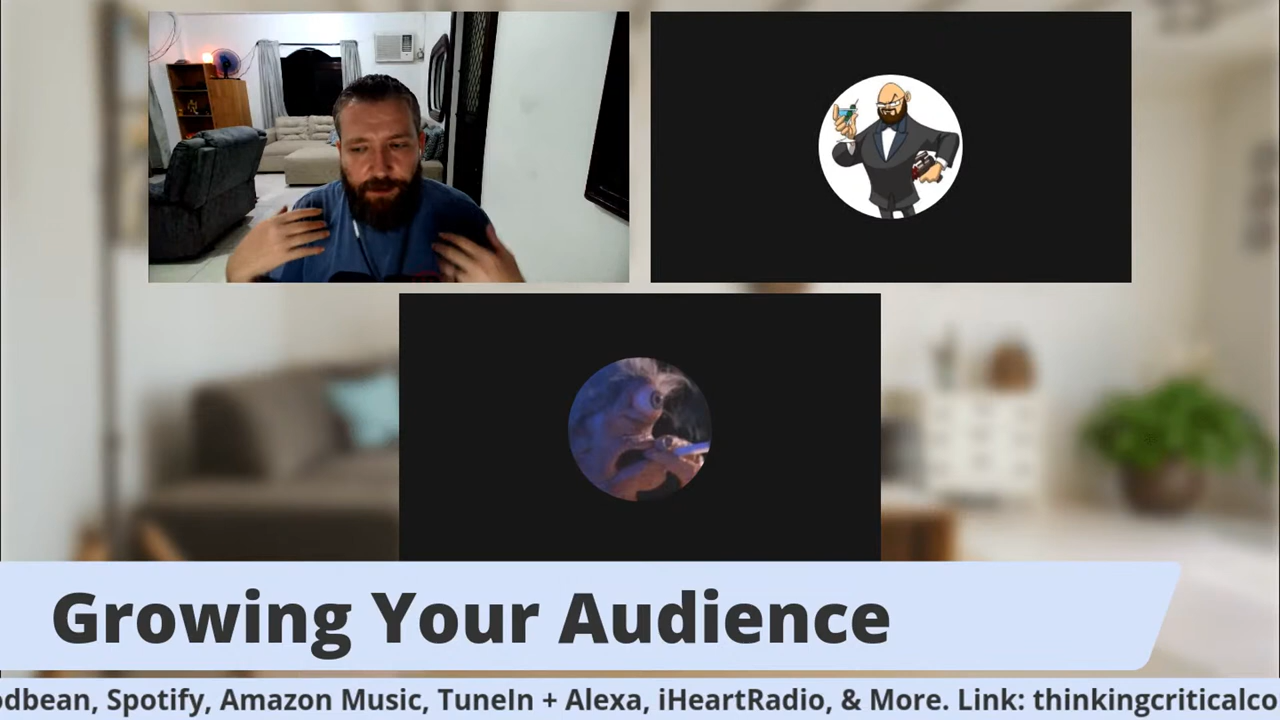 Growing Your Audience
odbean, Spotify, Amazon Music, TuneIn + Alexa, iHeartRadio, & More. Link: thinkingcriticalco